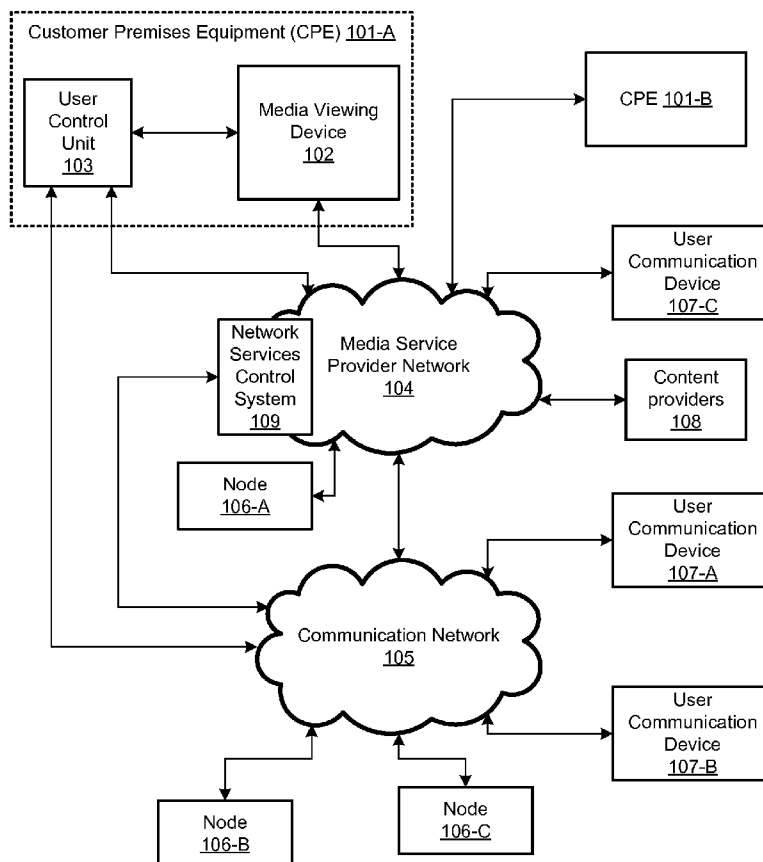 Customer Premises Equipment (CPE) 101-A
User
Control
Unit
103
Media Viewing
Device
102
CPE 101-B
User
Communication
Device
107-C
Network
Services
Control
System
109
Media Service
Provider Network
104
Content
providers
108
Node
106-A
User
Communication
Device
107-A
Communication Network
105
User
Communication
Device
107-B
Node
106-B
Node
106-C